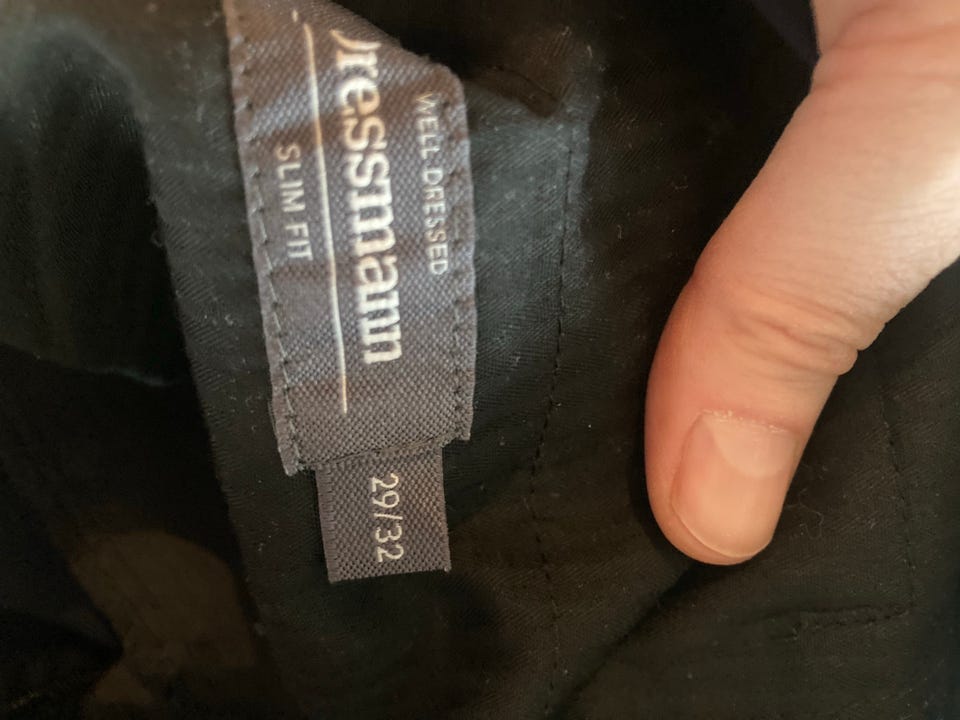 WELL-DRESSED
Dressmann
SLIM FIT
29/32